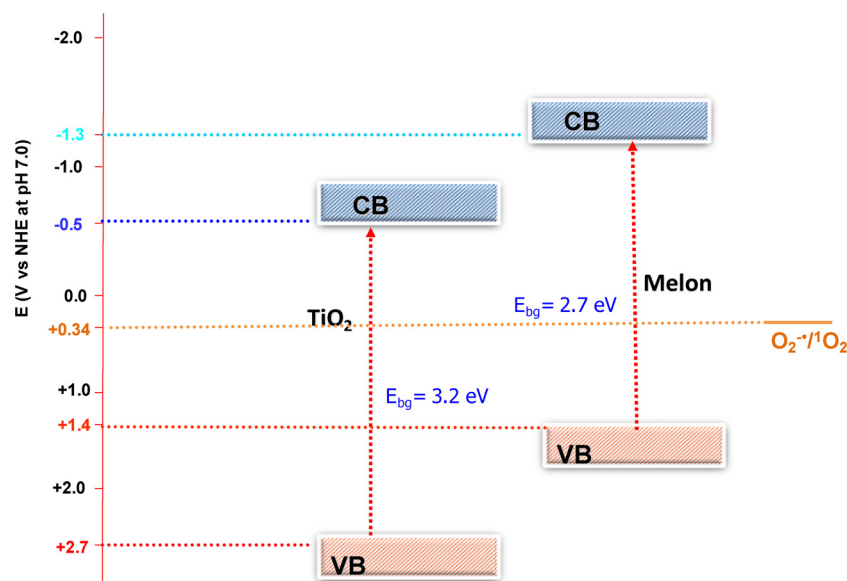 E (V vs NHE at pH 7.0)
-2.0
-1.3
-1.0
-0.5
0.0
+0.34
+1.0
+1.4
+2.0
+2.7
CB
CB
TiO₂
E_bg= 2.7 eV
Melon
O₂⁻•/¹O₂
E_bg= 3.2 eV
VB
VB